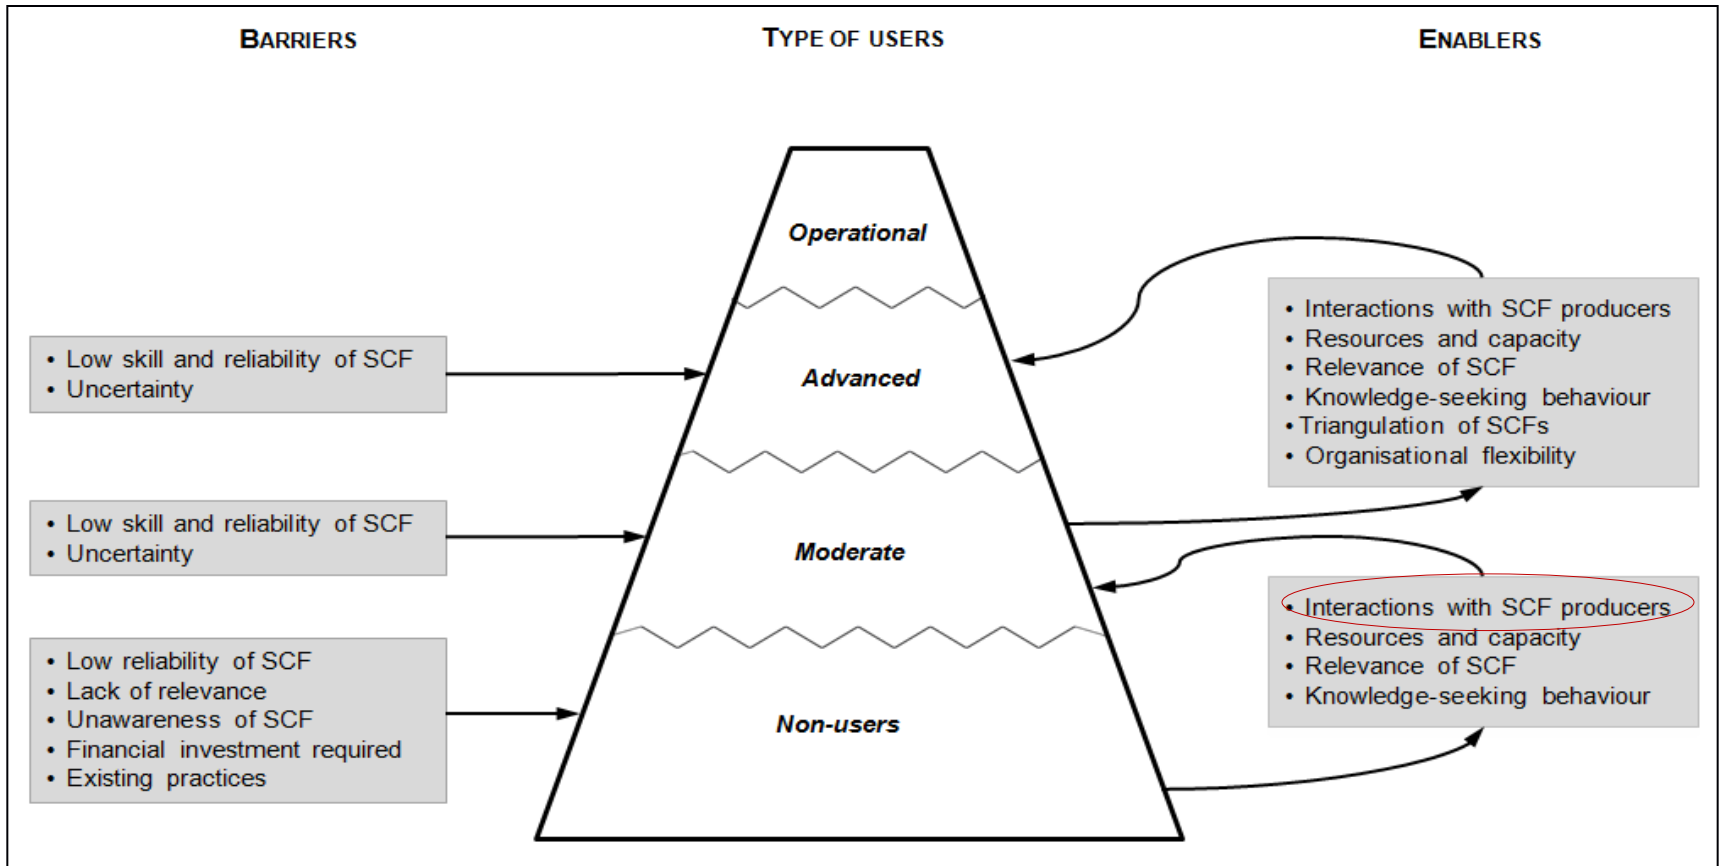 BARRIERS
TYPE OF USERS
ENABLERS
Operational
Advanced
Moderate
Non-users
• Low skill and reliability of SCF
• Uncertainty
• Low skill and reliability of SCF
• Uncertainty
• Low reliability of SCF
• Lack of relevance
• Unawareness of SCF
• Financial investment required
• Existing practices
• Interactions with SCF producers
• Resources and capacity
• Relevance of SCF
• Knowledge-seeking behaviour
• Triangulation of SCFs
• Organisational flexibility
• Interactions with SCF producers
• Resources and capacity
• Relevance of SCF
• Knowledge-seeking behaviour